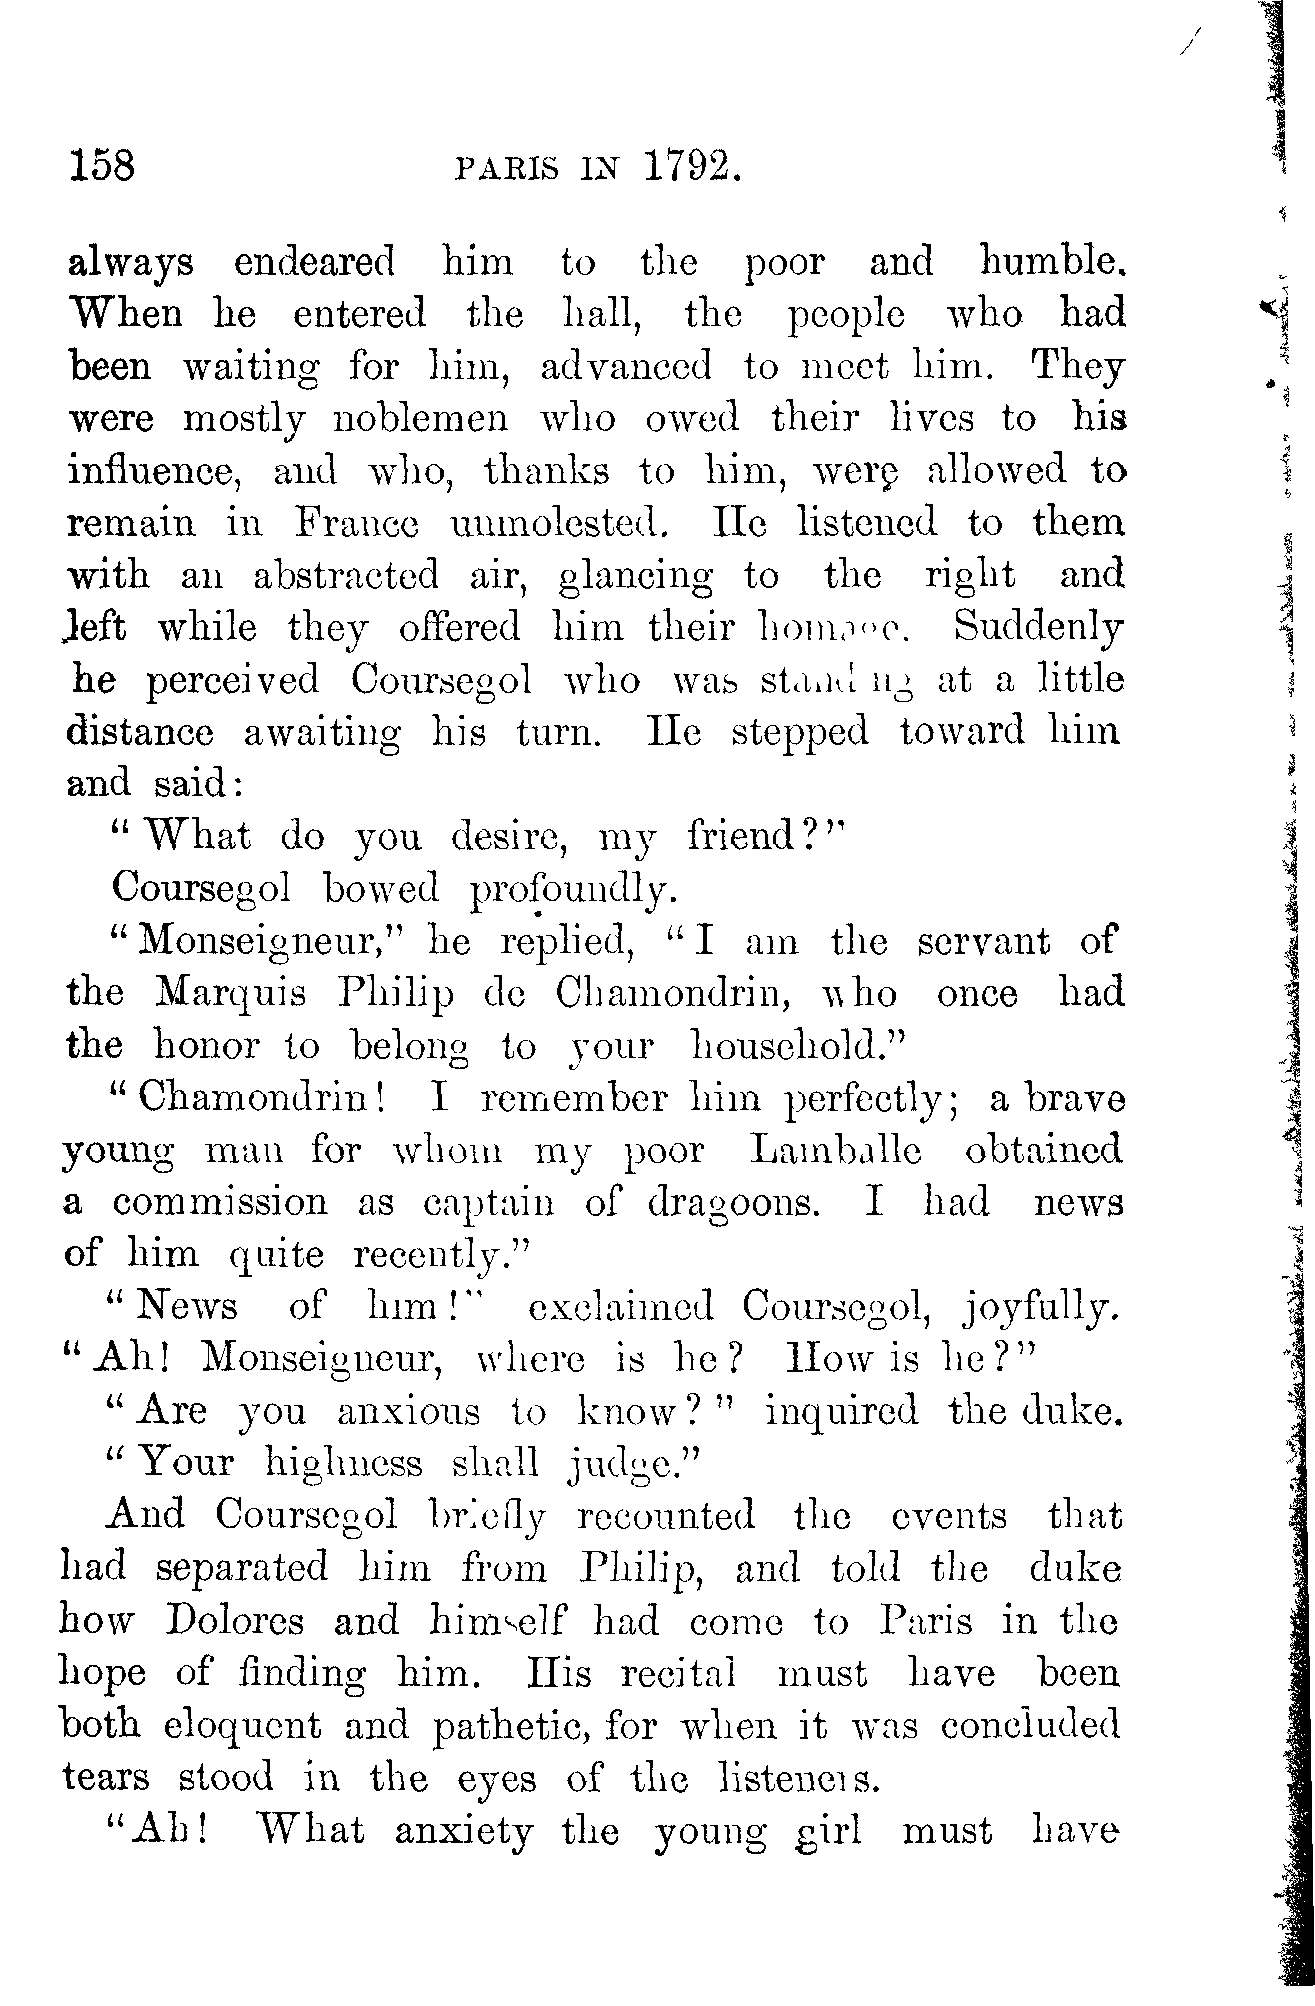 158 PARIS IN 1792.
always endeared him to the poor and humble.
When he entered the hall, the people who had
been waiting for him, advanced to meet him. They
were mostly noblemen who owed their lives to his
influence, and who, thanks to him, were allowed to
remain in France unmolested. He listened to them
with an abstracted air, glancing to the right and
left while they offered him their homage. Suddenly
he perceived Coursegol who was standing at a little
distance awaiting his turn. He stepped toward him
and said:
"What do you desire, my friend?"
Coursegol bowed profoundly.
"Monseigneur," he replied, "I am the servant of
the Marquis Philip de Chamondrin, who once had
the honor to belong to your household."
"Chamondrin! I remember him perfectly; a brave
young man for whom my poor Lamballe obtained
a commission as captain of dragoons. I had news
of him quite recently."
"News of him!" exclaimed Coursegol, joyfully.
"Ah! Monseigneur, where is he? How is he?"
"Are you anxious to know?" inquired the duke.
"Your highness shall judge."
And Coursegol briefly recounted the events that
had separated him from Philip, and told the duke
how Dolores and himself had come to Paris in the
hope of finding him. His recital must have been
both eloquent and pathetic, for when it was concluded
tears stood in the eyes of the listeners.
"Ah! What anxiety the young girl must have